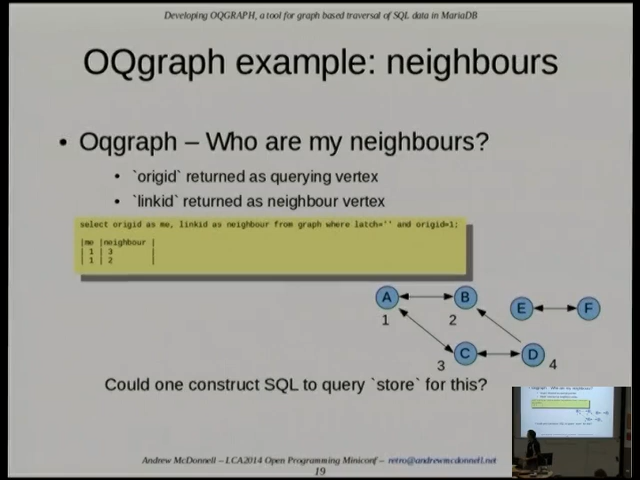 Developing OQGRAPH, a tool for graph based traversal of SQL data in MariaDB
OQgraph example: neighbours
• Oqgraph – Who are my neighbours?
• `origid` returned as querying vertex
• `linkid` returned as neighbour vertex
select origid as me, linkid as neighbour from graph where latch='' and origid=1;
|me |neighbour |
| 1 | 3 |
| 1 | 2 |
A B E F
1 2
C D
3 4
Could one construct SQL to query `store` for this?
Andrew McDonnell – LCA2014 Open Programming Miniconf – retro@andrewmcdonnell.net
19